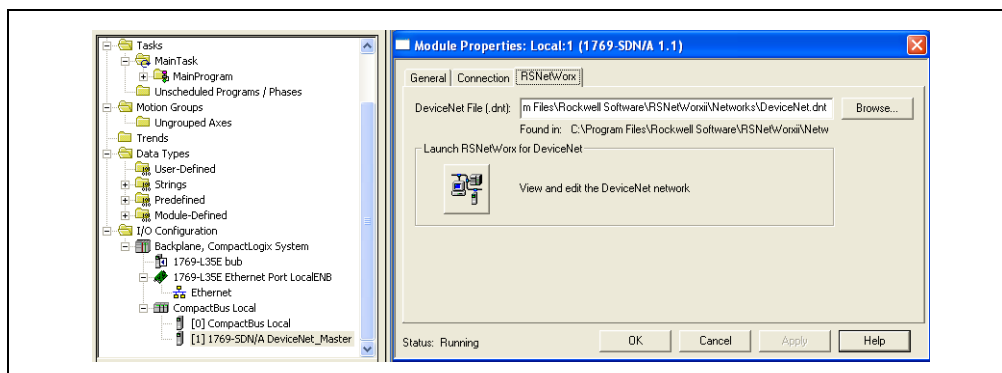 Tasks
MainTask
MainProgram
Unscheduled Programs / Phases
Motion Groups
Ungrouped Axes
Trends
Data Types
User-Defined
Strings
Predefined
Module-Defined
I/O Configuration
Backplane, CompactLogix System
1769-L35E bub
1769-L35E Ethernet Port LocalENB
Ethernet
CompactBus Local
[0] CompactBus Local
[1] 1769-SDN/A DeviceNet_Master
Module Properties: Local:1 (1769-SDN/A 1.1)
General Connection RSNetWorx
DeviceNet File (.dnt): m Files\Rockwell Software\RSNetWorxii\Networks\DeviceNet.dnt Browse...
Found in: C:\Program Files\Rockwell Software\RSNetWorxii\Netw
Launch RSNetWorx for DeviceNet
View and edit the DeviceNet network
Status: Running OK Cancel Apply Help